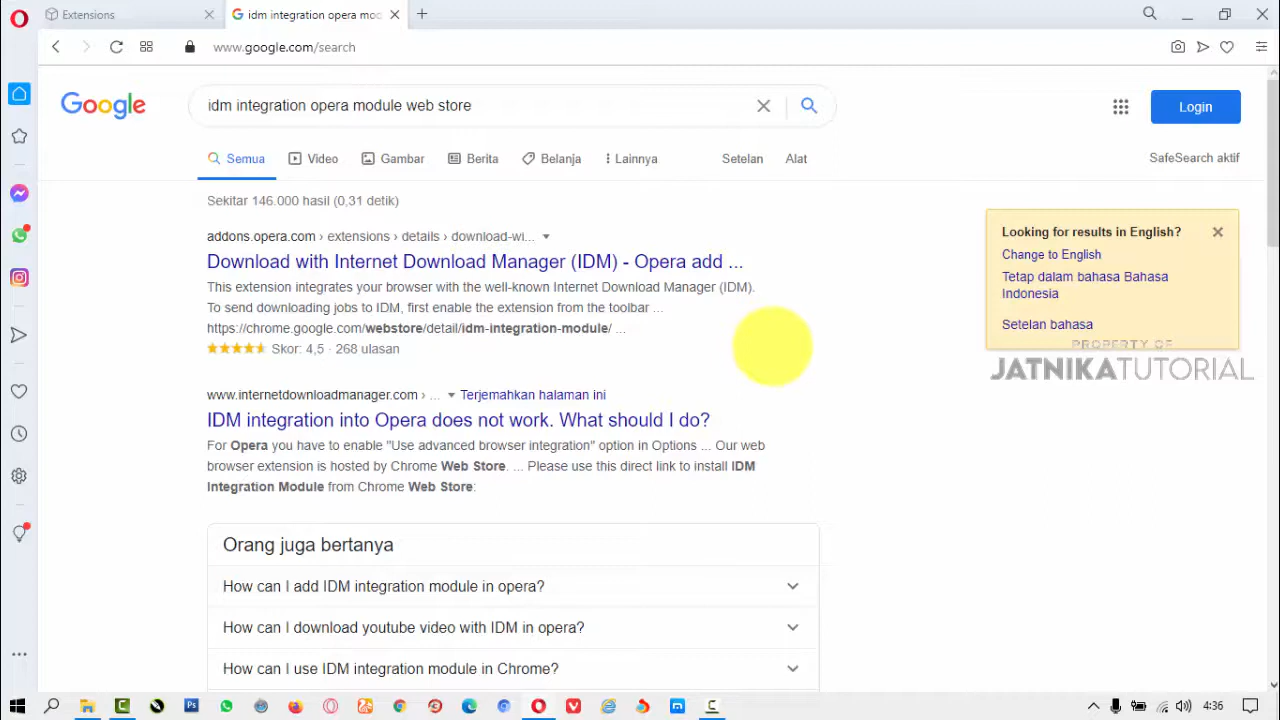 Extensions
idm integration opera moc
www.google.com/search
Google
idm integration opera module web store
Login
Semua
Video
Gambar
Berita
Belanja
Lainnya
Setelan
Alat
SafeSearch aktif
Sekitar 146.000 hasil (0,31 detik)
addons.opera.com › extensions › details › download-wi...
Download with Internet Download Manager (IDM) - Opera add ...
This extension integrates your browser with the well-known Internet Download Manager (IDM).
To send downloading jobs to IDM, first enable the extension from the toolbar ...
https://chrome.google.com/webstore/detail/idm-integration-module/ ...
Skor: 4,5 · 268 ulasan
Looking for results in English?
Change to English
Tetap dalam bahasa Bahasa
Indonesia
Setelan bahasa
PROPERTY OF
JATNIKATUTORIAL
www.internetdownloadmanager.com › ... Terjemahkan halaman ini
IDM integration into Opera does not work. What should I do?
For Opera you have to enable "Use advanced browser integration" option in Options ... Our web
browser extension is hosted by Chrome Web Store. ... Please use this direct link to install IDM
Integration Module from Chrome Web Store:
Orang juga bertanya
How can I add IDM integration module in opera?
How can I download youtube video with IDM in opera?
How can I use IDM integration module in Chrome?
4:36